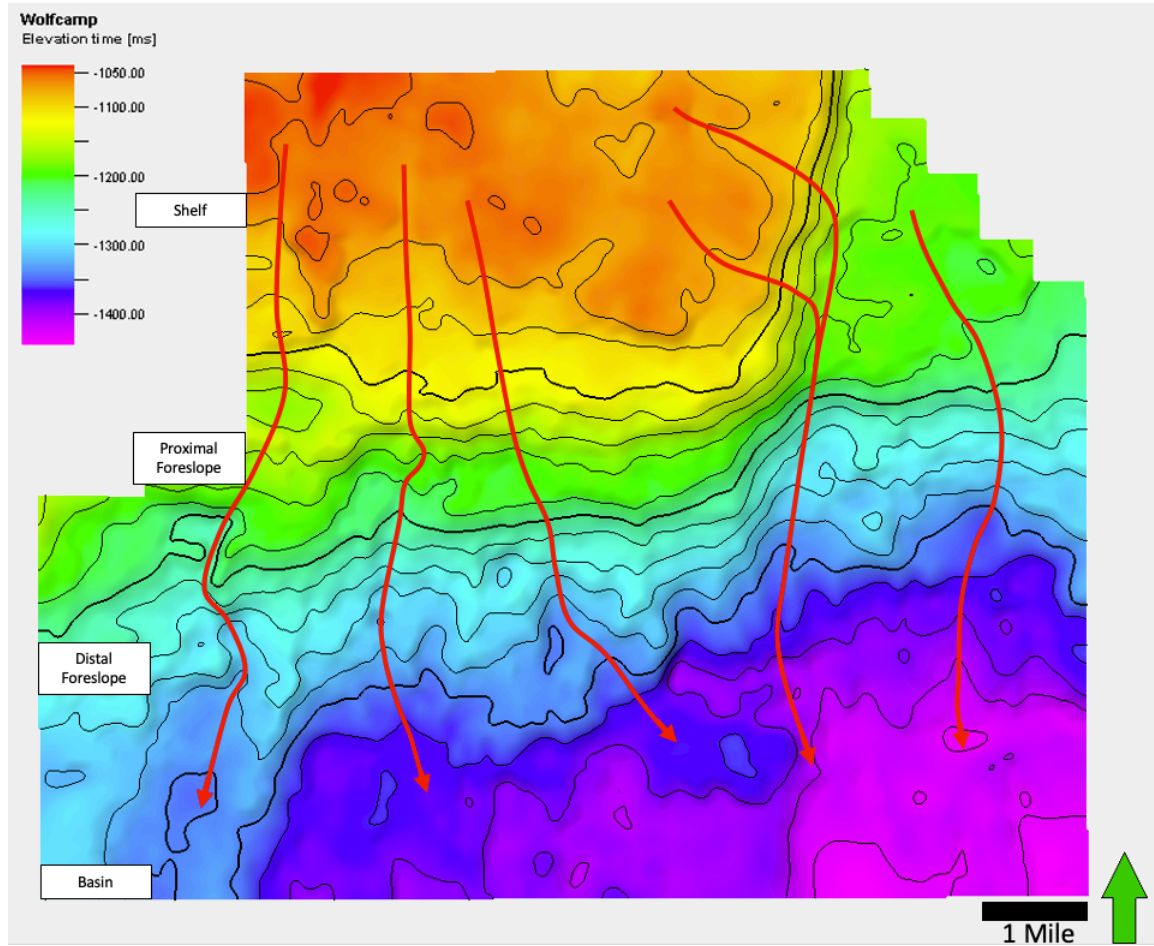 Wolfcamp
Elevation time [ms]
-1050.00
-1100.00
-1200.00
-1300.00
-1400.00
Shelf
Proximal
Foreslope
Distal
Foreslope
Basin
1 Mile